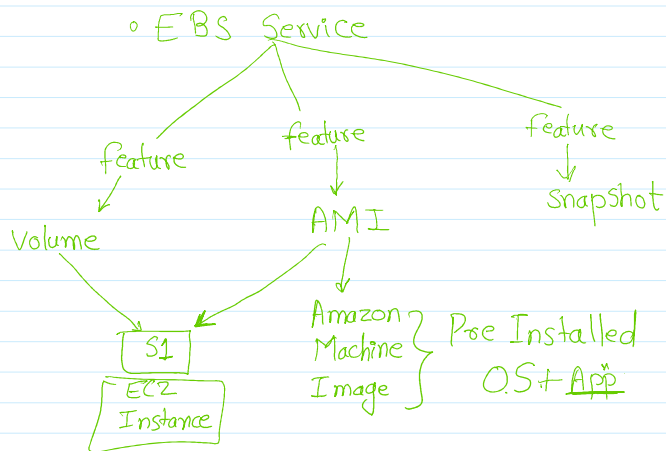 EBS Service
feature
feature
feature
Volume
AMI
Snapshot
S1
EC2
Instance
Amazon
Machine
Image
Pre Installed
O.S + App